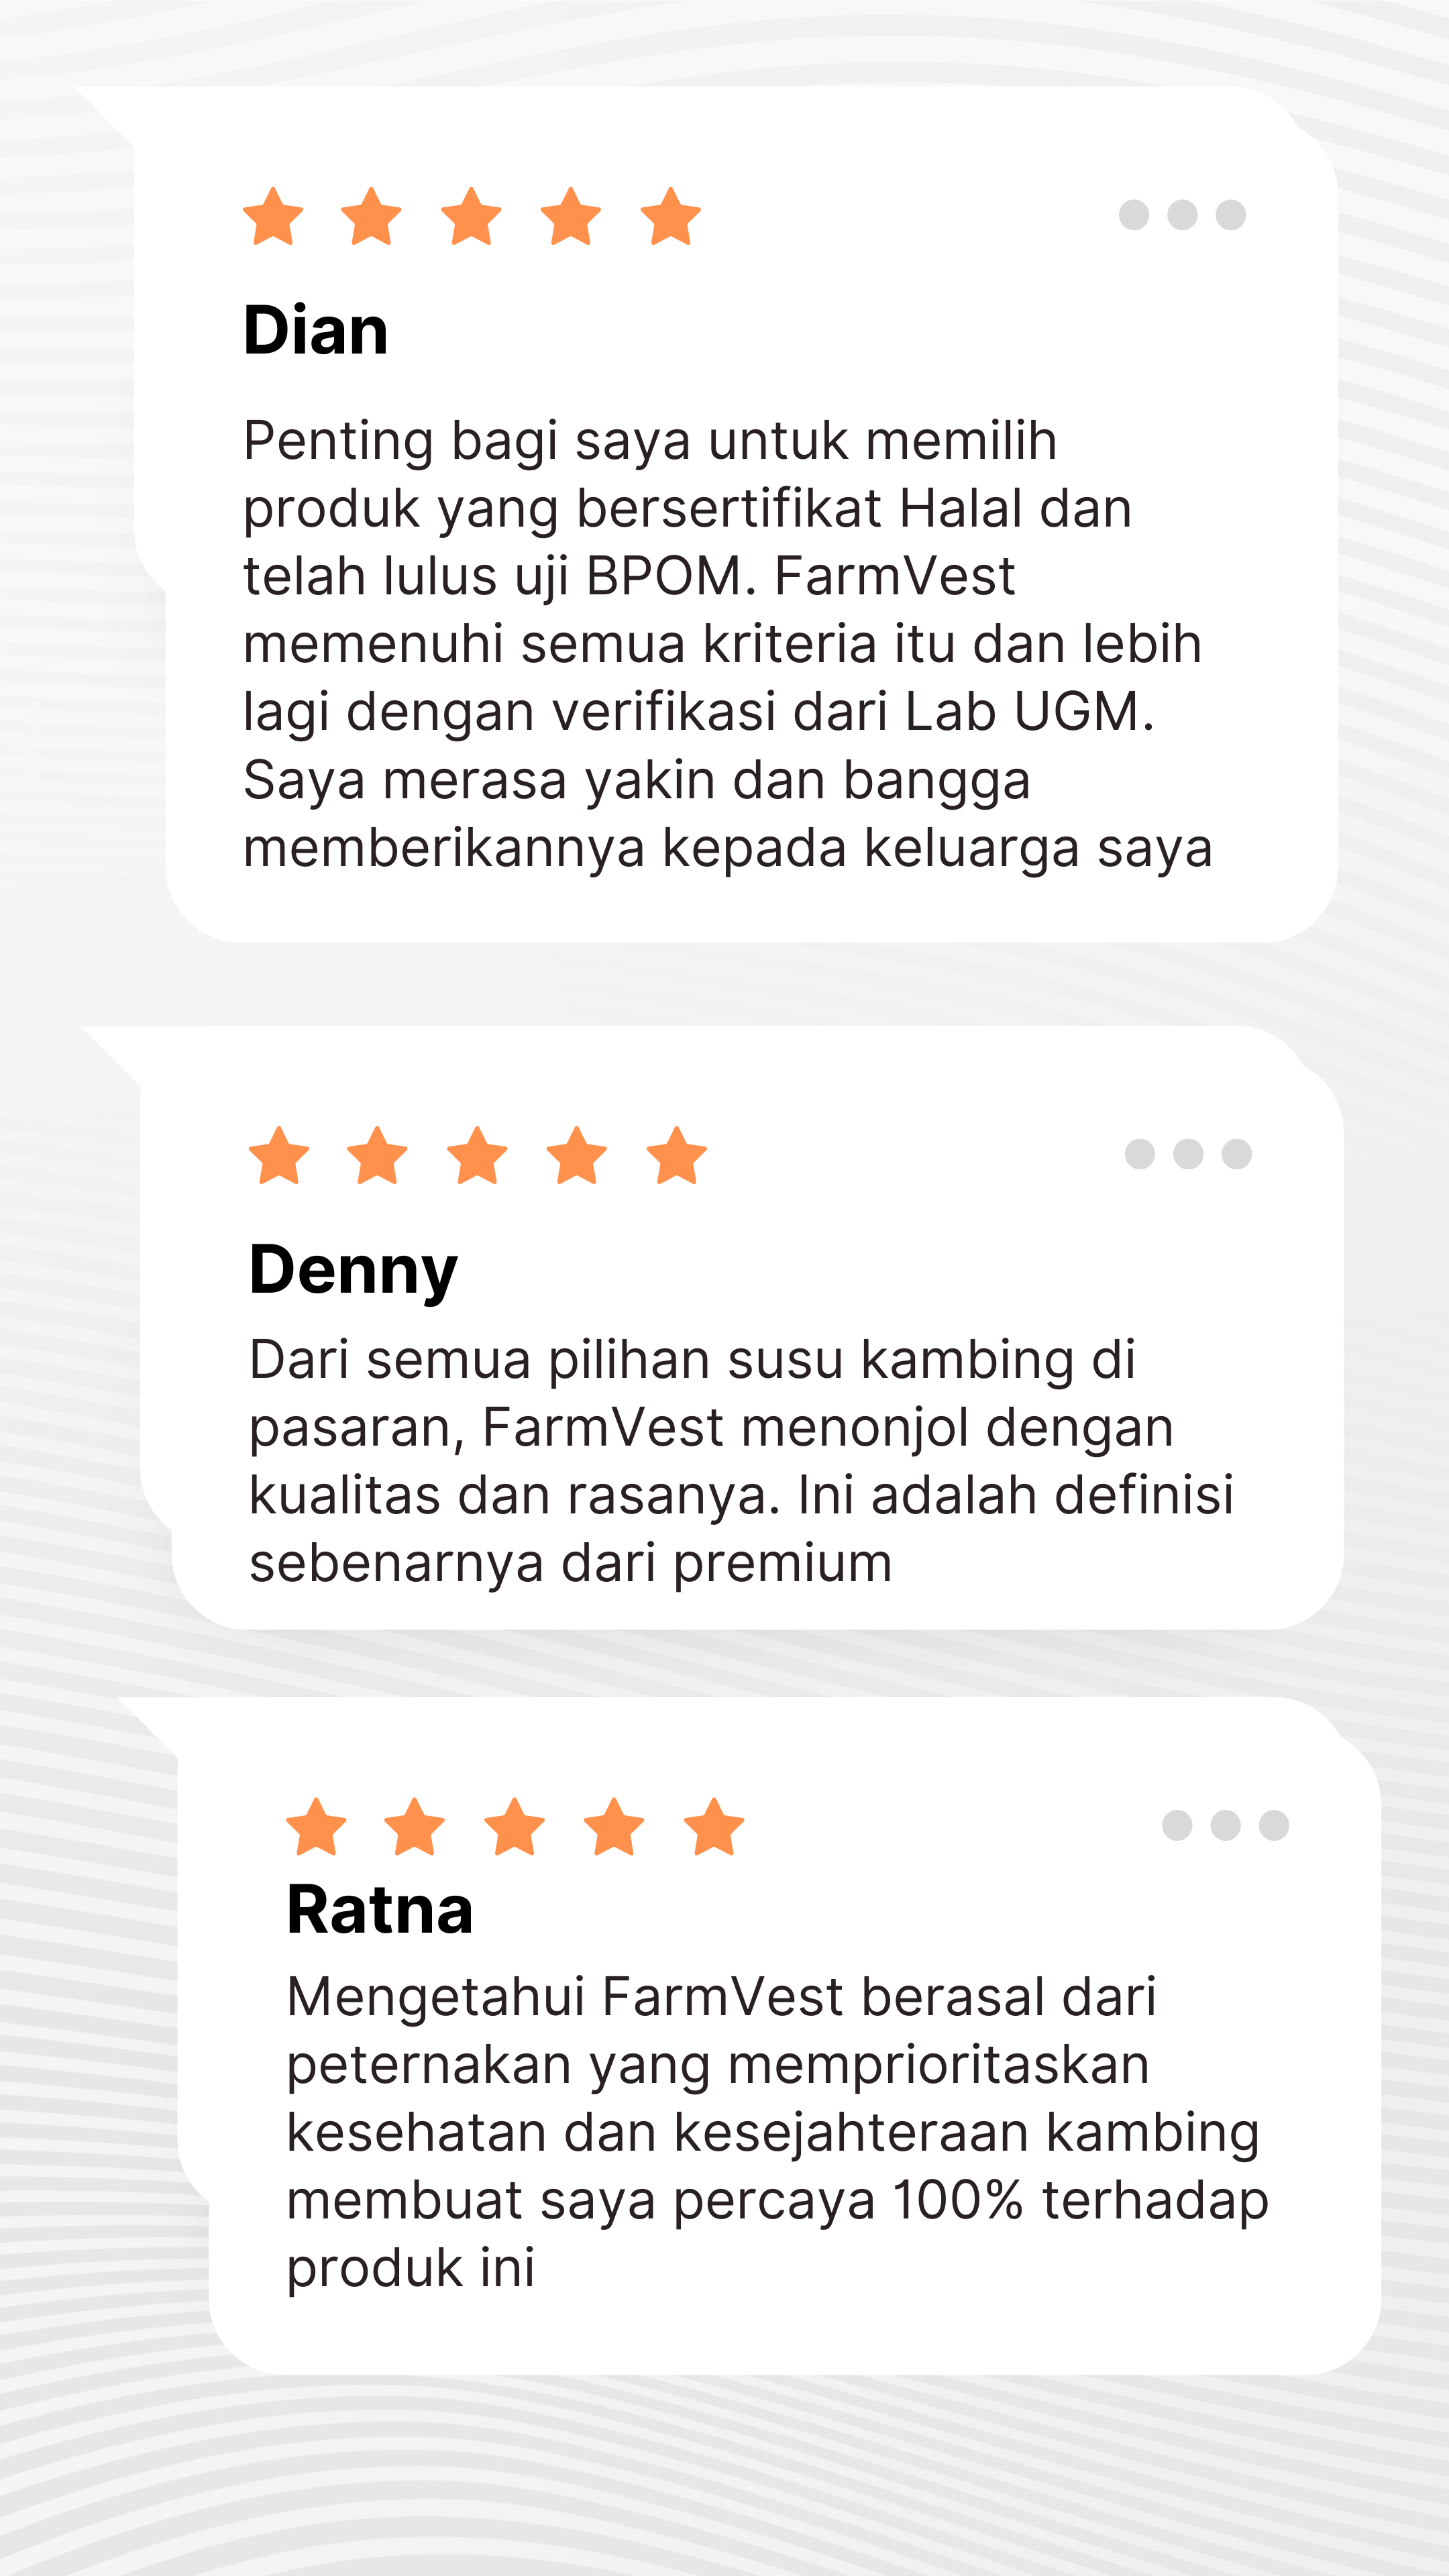 Dian
Penting bagi saya untuk memilih
produk yang bersertifikat Halal dan
telah lulus uji BPOM. FarmVest
memenuhi semua kriteria itu dan lebih
lagi dengan verifikasi dari Lab UGM.
Saya merasa yakin dan bangga
memberikannya kepada keluarga saya
Denny
Dari semua pilihan susu kambing di
pasaran, FarmVest menonjol dengan
kualitas dan rasanya. Ini adalah definisi
sebenarnya dari premium
Ratna
Mengetahui FarmVest berasal dari
peternakan yang memprioritaskan
kesehatan dan kesejahteraan kambing
membuat saya percaya 100% terhadap
produk ini